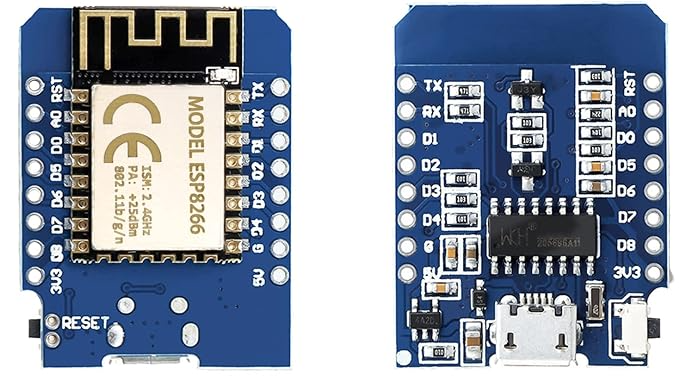 RST
A0
D0
D5
D6
D7
D8
3V3
CE
MODEL ESP8266
ISM:2.4GHz
PA: +25dBm
802.11b/g/n
TX
RX
D1
D2
D3
D4
G
5V
RESET
TX
RX
D1
D2
D3
D4
G
5V
WCH
RST
A0
D0
D5
D6
D7
D8
3V3